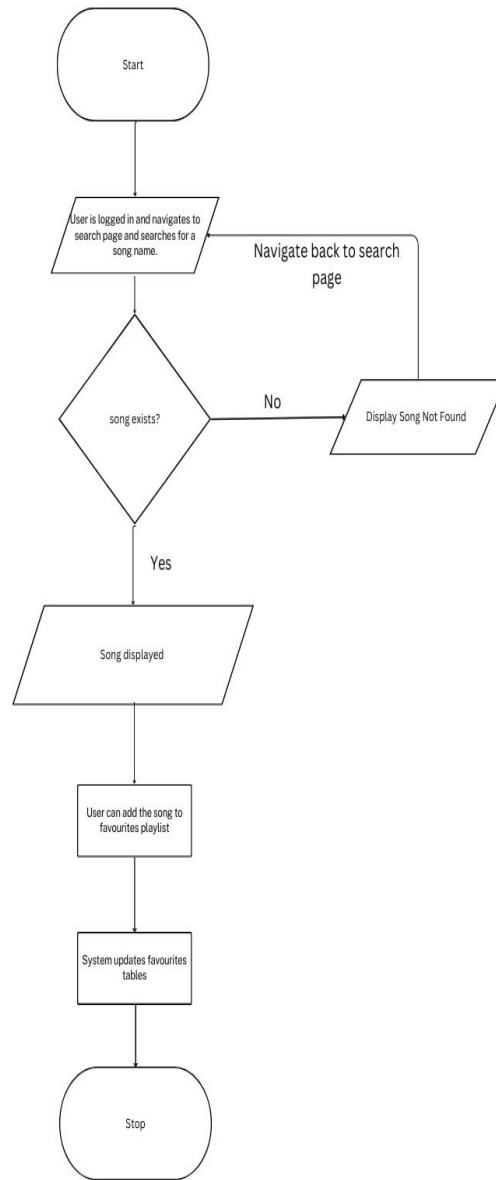 Start
User is logged in and navigates to
search page and searches for a
song name.
Navigate back to search
page
song exists?
No
Display Song Not Found
Yes
Song displayed
User can add the song to
favourites playlist
System updates favourites
tables
Stop